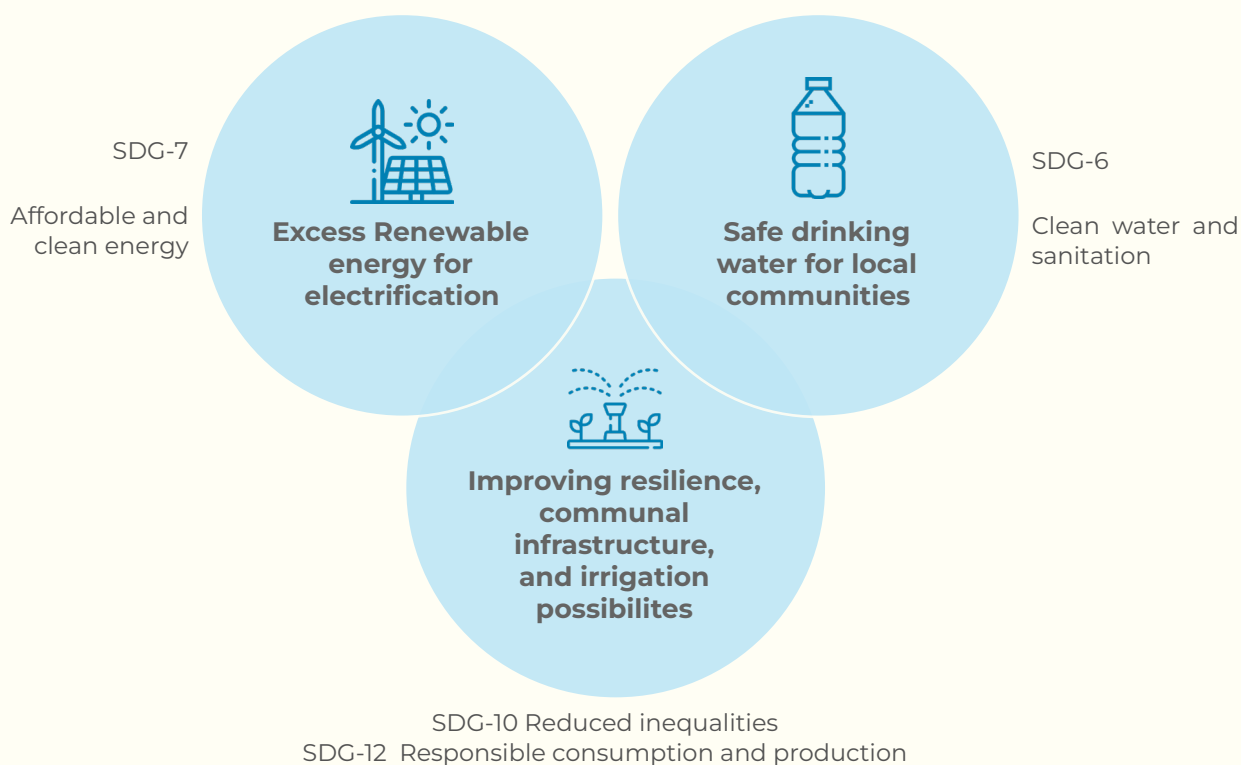 SDG-7
Affordable and
clean energy
Excess Renewable
energy for
electrification
Safe drinking
water for local
communities
SDG-6
Clean water and
sanitation
Improving resilience,
communal
infrastructure,
and irrigation
possibilites
SDG-10 Reduced inequalities
SDG-12 Responsible consumption and production